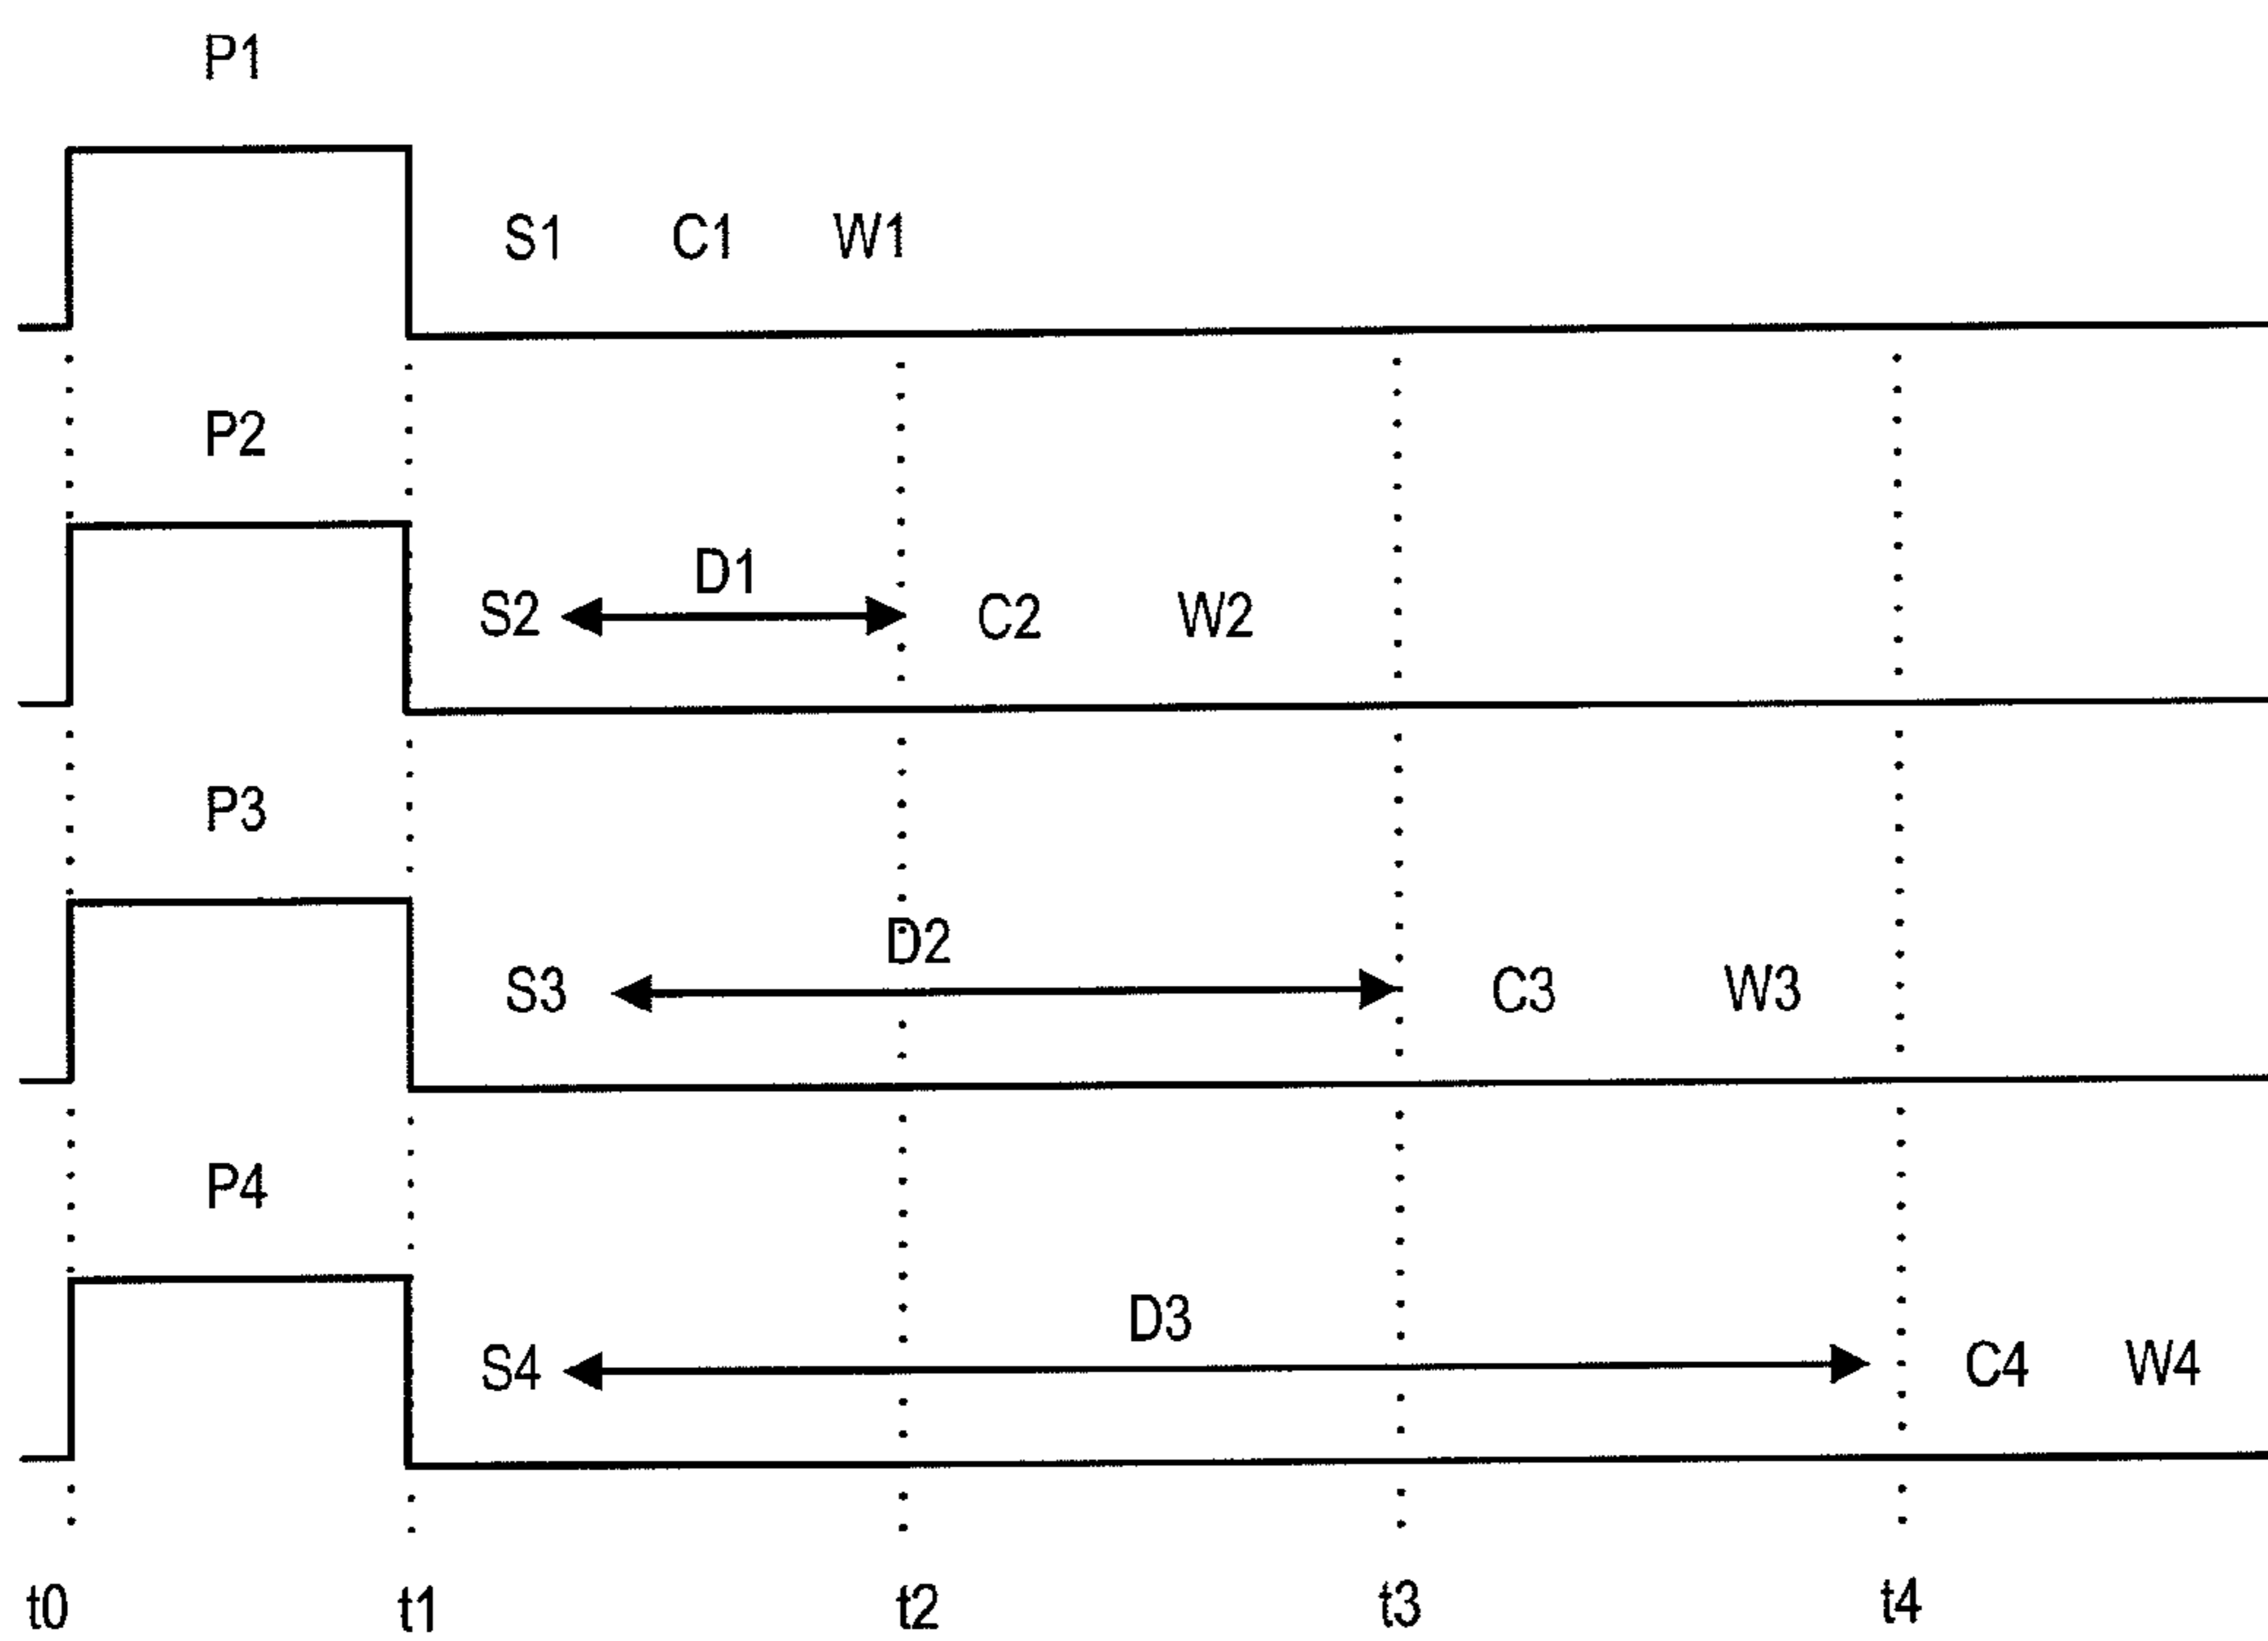 P1
S1 C1 W1
P2
D1
S2 C2 W2
P3
D2
S3 C3 W3
P4
D3
S4 C4 W4
t0 t1 t2 t3 t4